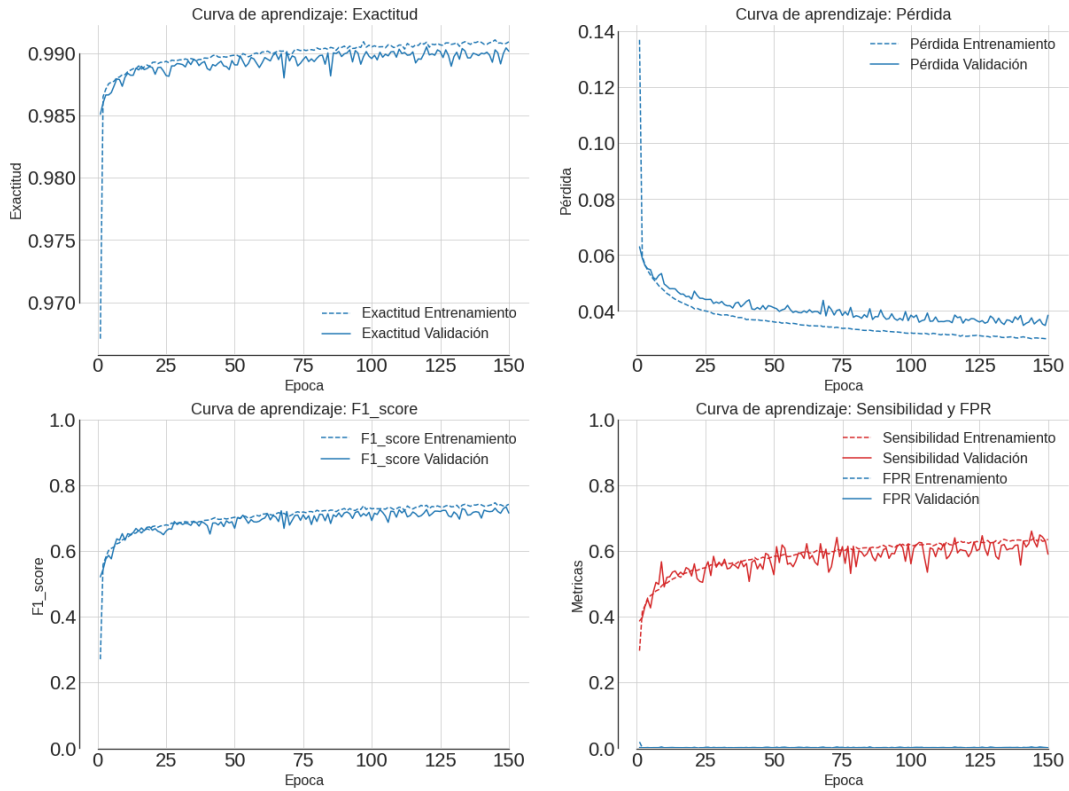 Curva de aprendizaje: Exactitud
0.990
0.985
0.980
0.975
0.970
Exactitud
Exactitud Entrenamiento
Exactitud Validación
0 25 50 75 100 125 150
Epoca
Curva de aprendizaje: Pérdida
0.14
0.12
0.10
0.08
0.06
0.04
Pérdida
Pérdida Entrenamiento
Pérdida Validación
0 25 50 75 100 125 150
Epoca
Curva de aprendizaje: F1_score
1.0
0.8
0.6
0.4
0.2
0.0
F1_score
F1_score Entrenamiento
F1_score Validación
0 25 50 75 100 125 150
Epoca
Curva de aprendizaje: Sensibilidad y FPR
1.0
0.8
0.6
0.4
0.2
0.0
Metricas
Sensibilidad Entrenamiento
Sensibilidad Validación
FPR Entrenamiento
FPR Validación
0 25 50 75 100 125 150
Epoca